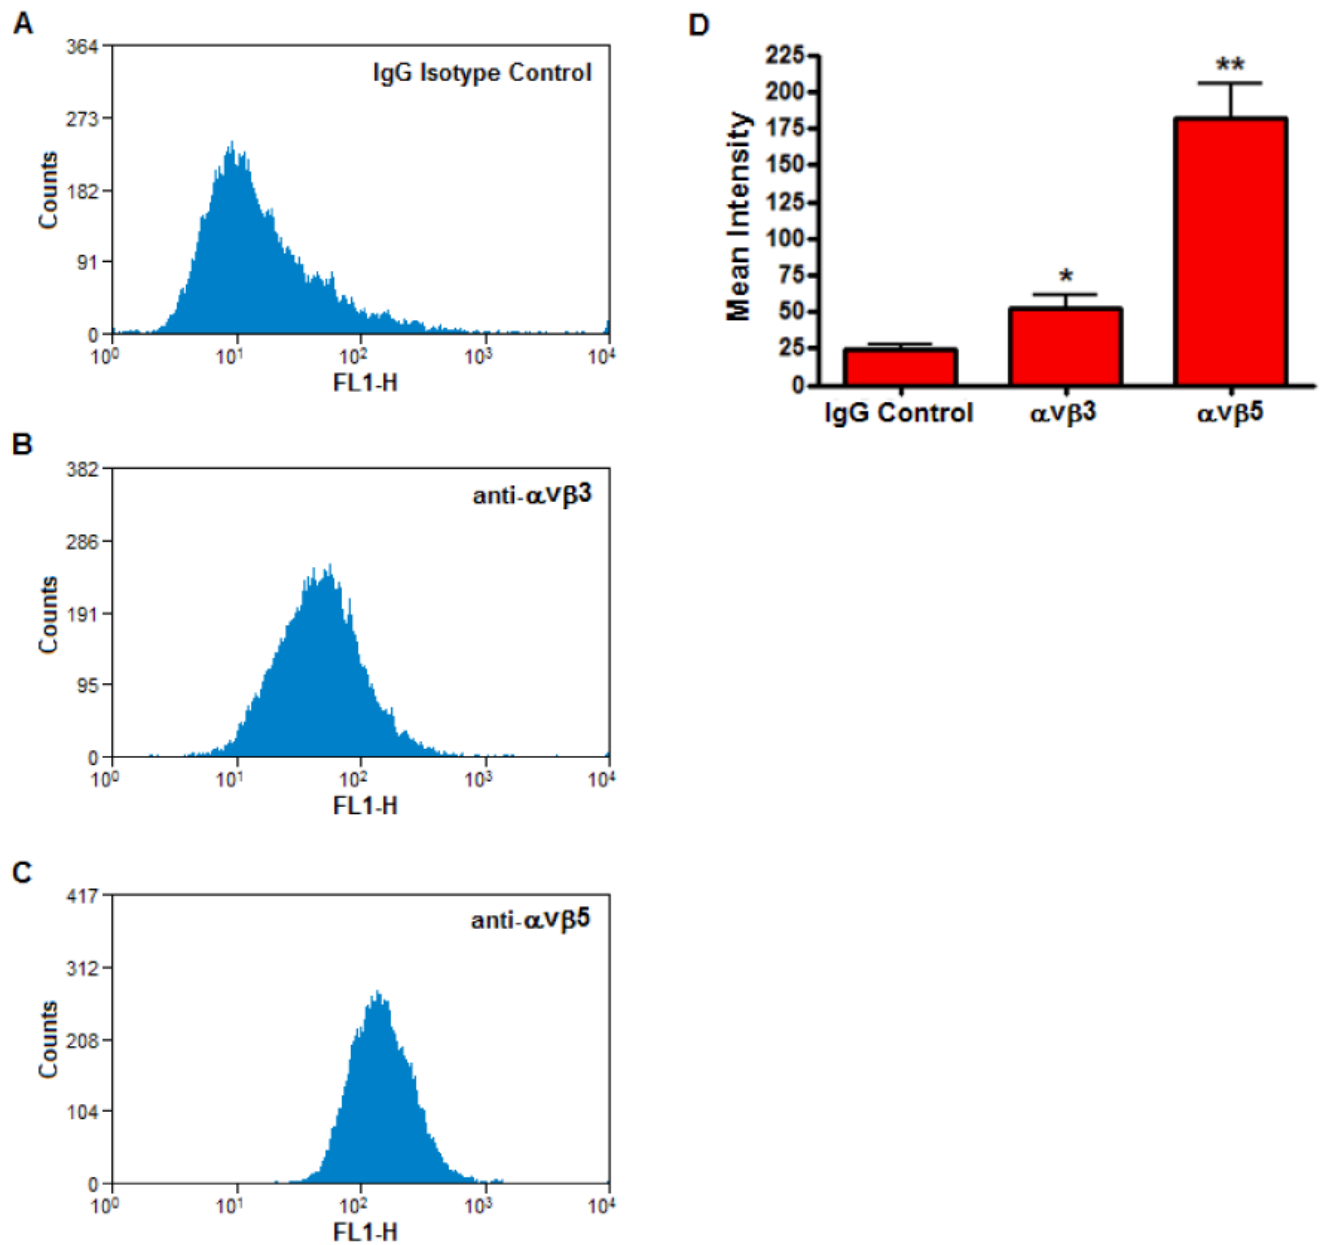 A
364
IgG Isotype Control
273
182
91
0
Counts
10⁰ 10¹ 10² 10³ 10⁴
FL1-H
B
382
anti-αVβ3
286
191
95
0
Counts
10⁰ 10¹ 10² 10³ 10⁴
FL1-H
C
417
anti-αVβ5
312
208
104
0
Counts
10⁰ 10¹ 10² 10³ 10⁴
FL1-H
D
225
200
175
150
125
100
75
50
25
0
Mean Intensity
*
**
IgG Control αVβ3 αVβ5